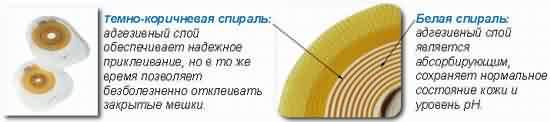 Темно-коричневая спираль:
адгезивный слой
обеспечивает надежное
приклеивание, но в то же
время позволяет
безболезненно отклеивать
закрытые мешки.
Белая спираль:
адгезивный слой
является
абсорбирующим,
сохраняет нормальное
состояние кожи и
уровень pH.